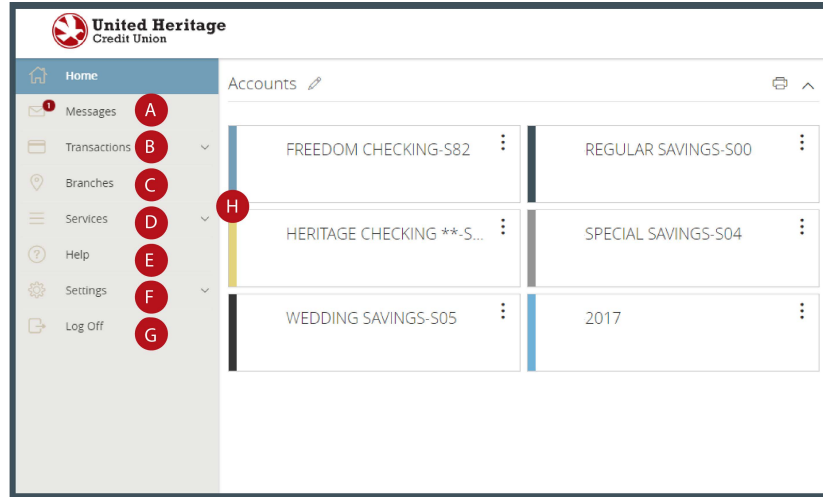 United Heritage
Credit Union
Home
Accounts
1
Messages A
Transactions B
Branches C
Services D
Help E
Settings F
Log Off G
H
FREEDOM CHECKING-S82
REGULAR SAVINGS-S00
HERITAGE CHECKING **-S...
SPECIAL SAVINGS-S04
WEDDING SAVINGS-S05
2017